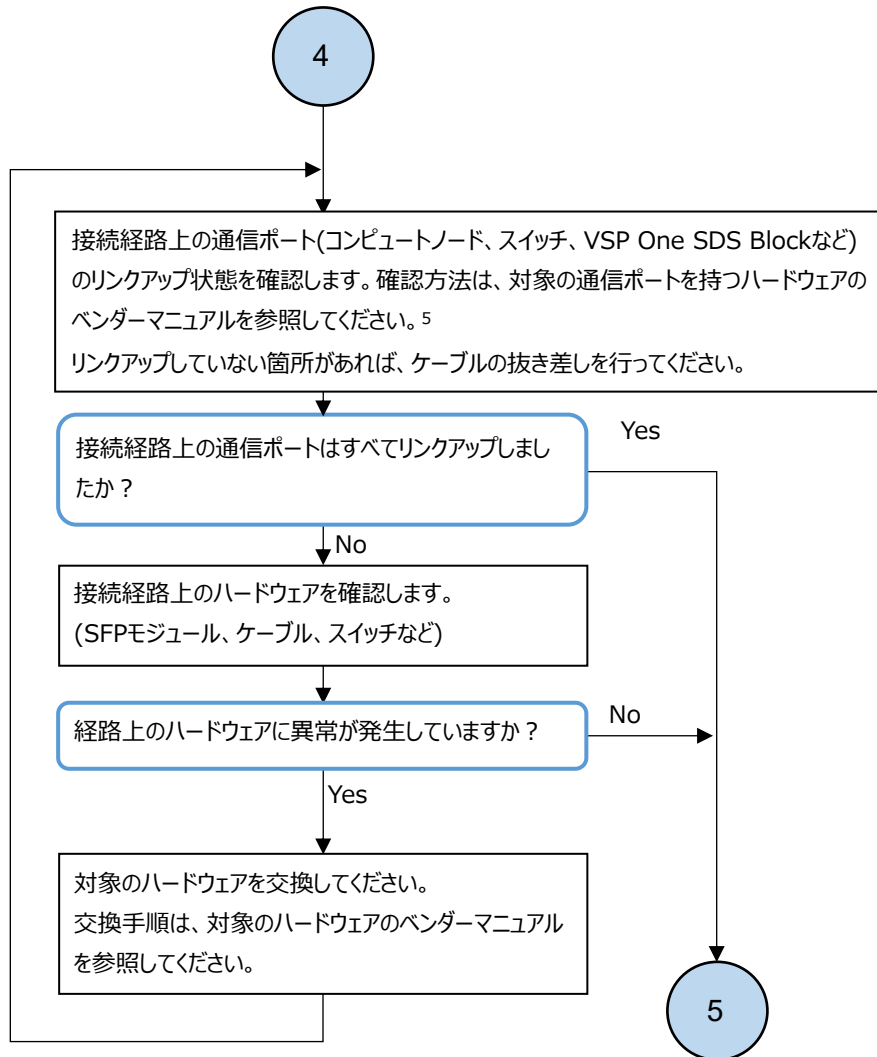 4
接続経路上の通信ポート(コンピュートノード、スイッチ、VSP One SDS Blockなど)
のリンクアップ状態を確認します。確認方法は、対象の通信ポートを持つハードウェアの
ベンダーマニュアルを参照してください。5
リンクアップしていない箇所があれば、ケーブルの抜き差しを行ってください。
接続経路上の通信ポートはすべてリンクアップしまし
たか？
Yes
No
接続経路上のハードウェアを確認します。
(SFPモジュール、ケーブル、スイッチなど)
経路上のハードウェアに異常が発生していますか？
No
Yes
対象のハードウェアを交換してください。
交換手順は、対象のハードウェアのベンダーマニュアル
を参照してください。
5